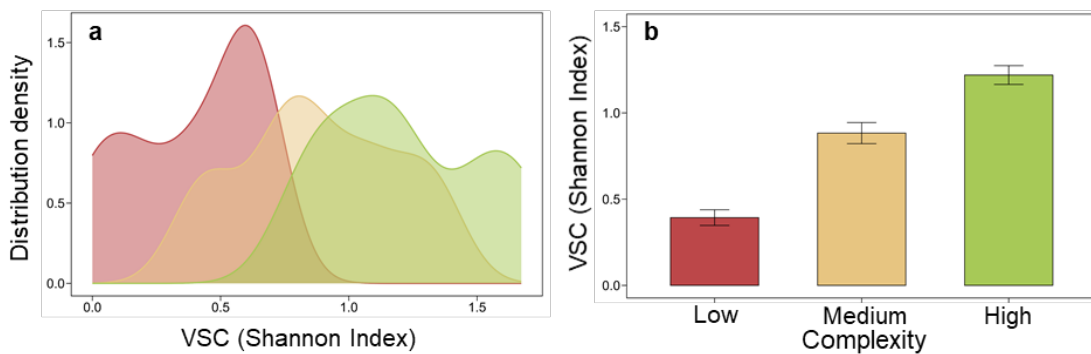 a
Distribution density
1.5
1.0
0.5
0.0
0.0 0.5 1.0 1.5
VSC (Shannon Index)
b
VSC (Shannon Index)
1.5
1.0
0.5
0.0
Low Medium High
Complexity